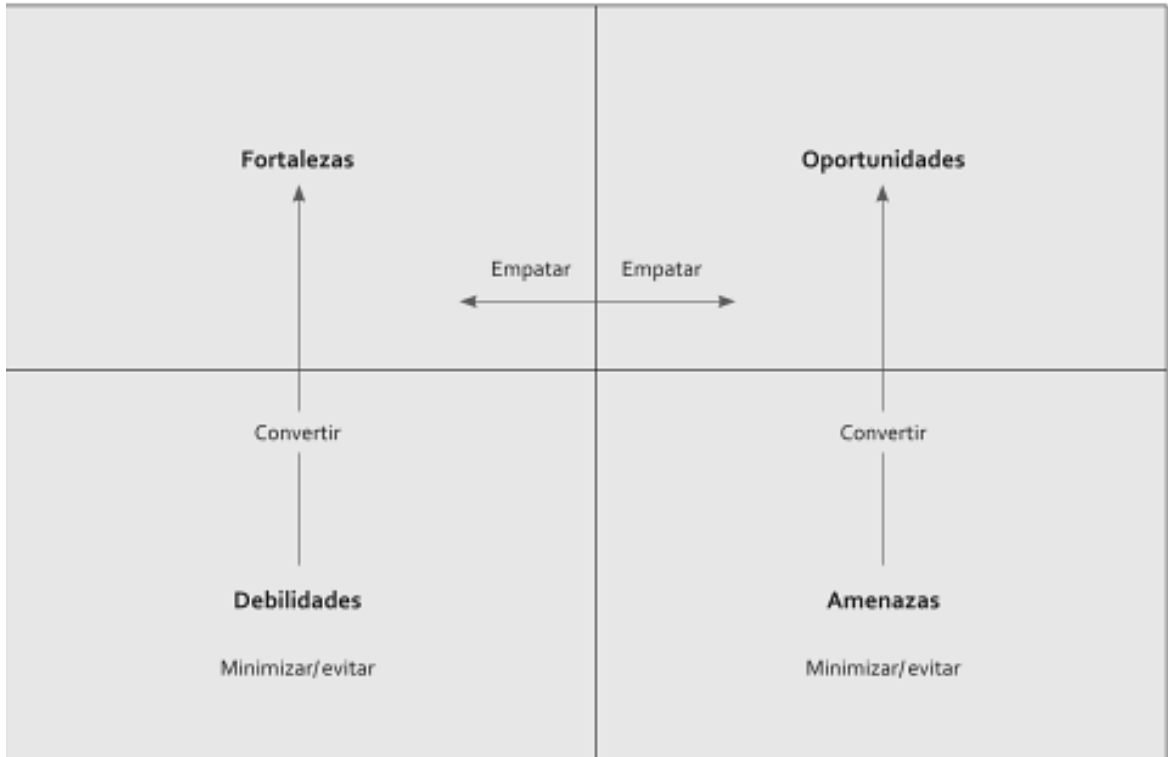 Fortalezas
Oportunidades
Empatar
Empatar
Convertir
Convertir
Debilidades
Amenazas
Minimizar/evitar
Minimizar/evitar